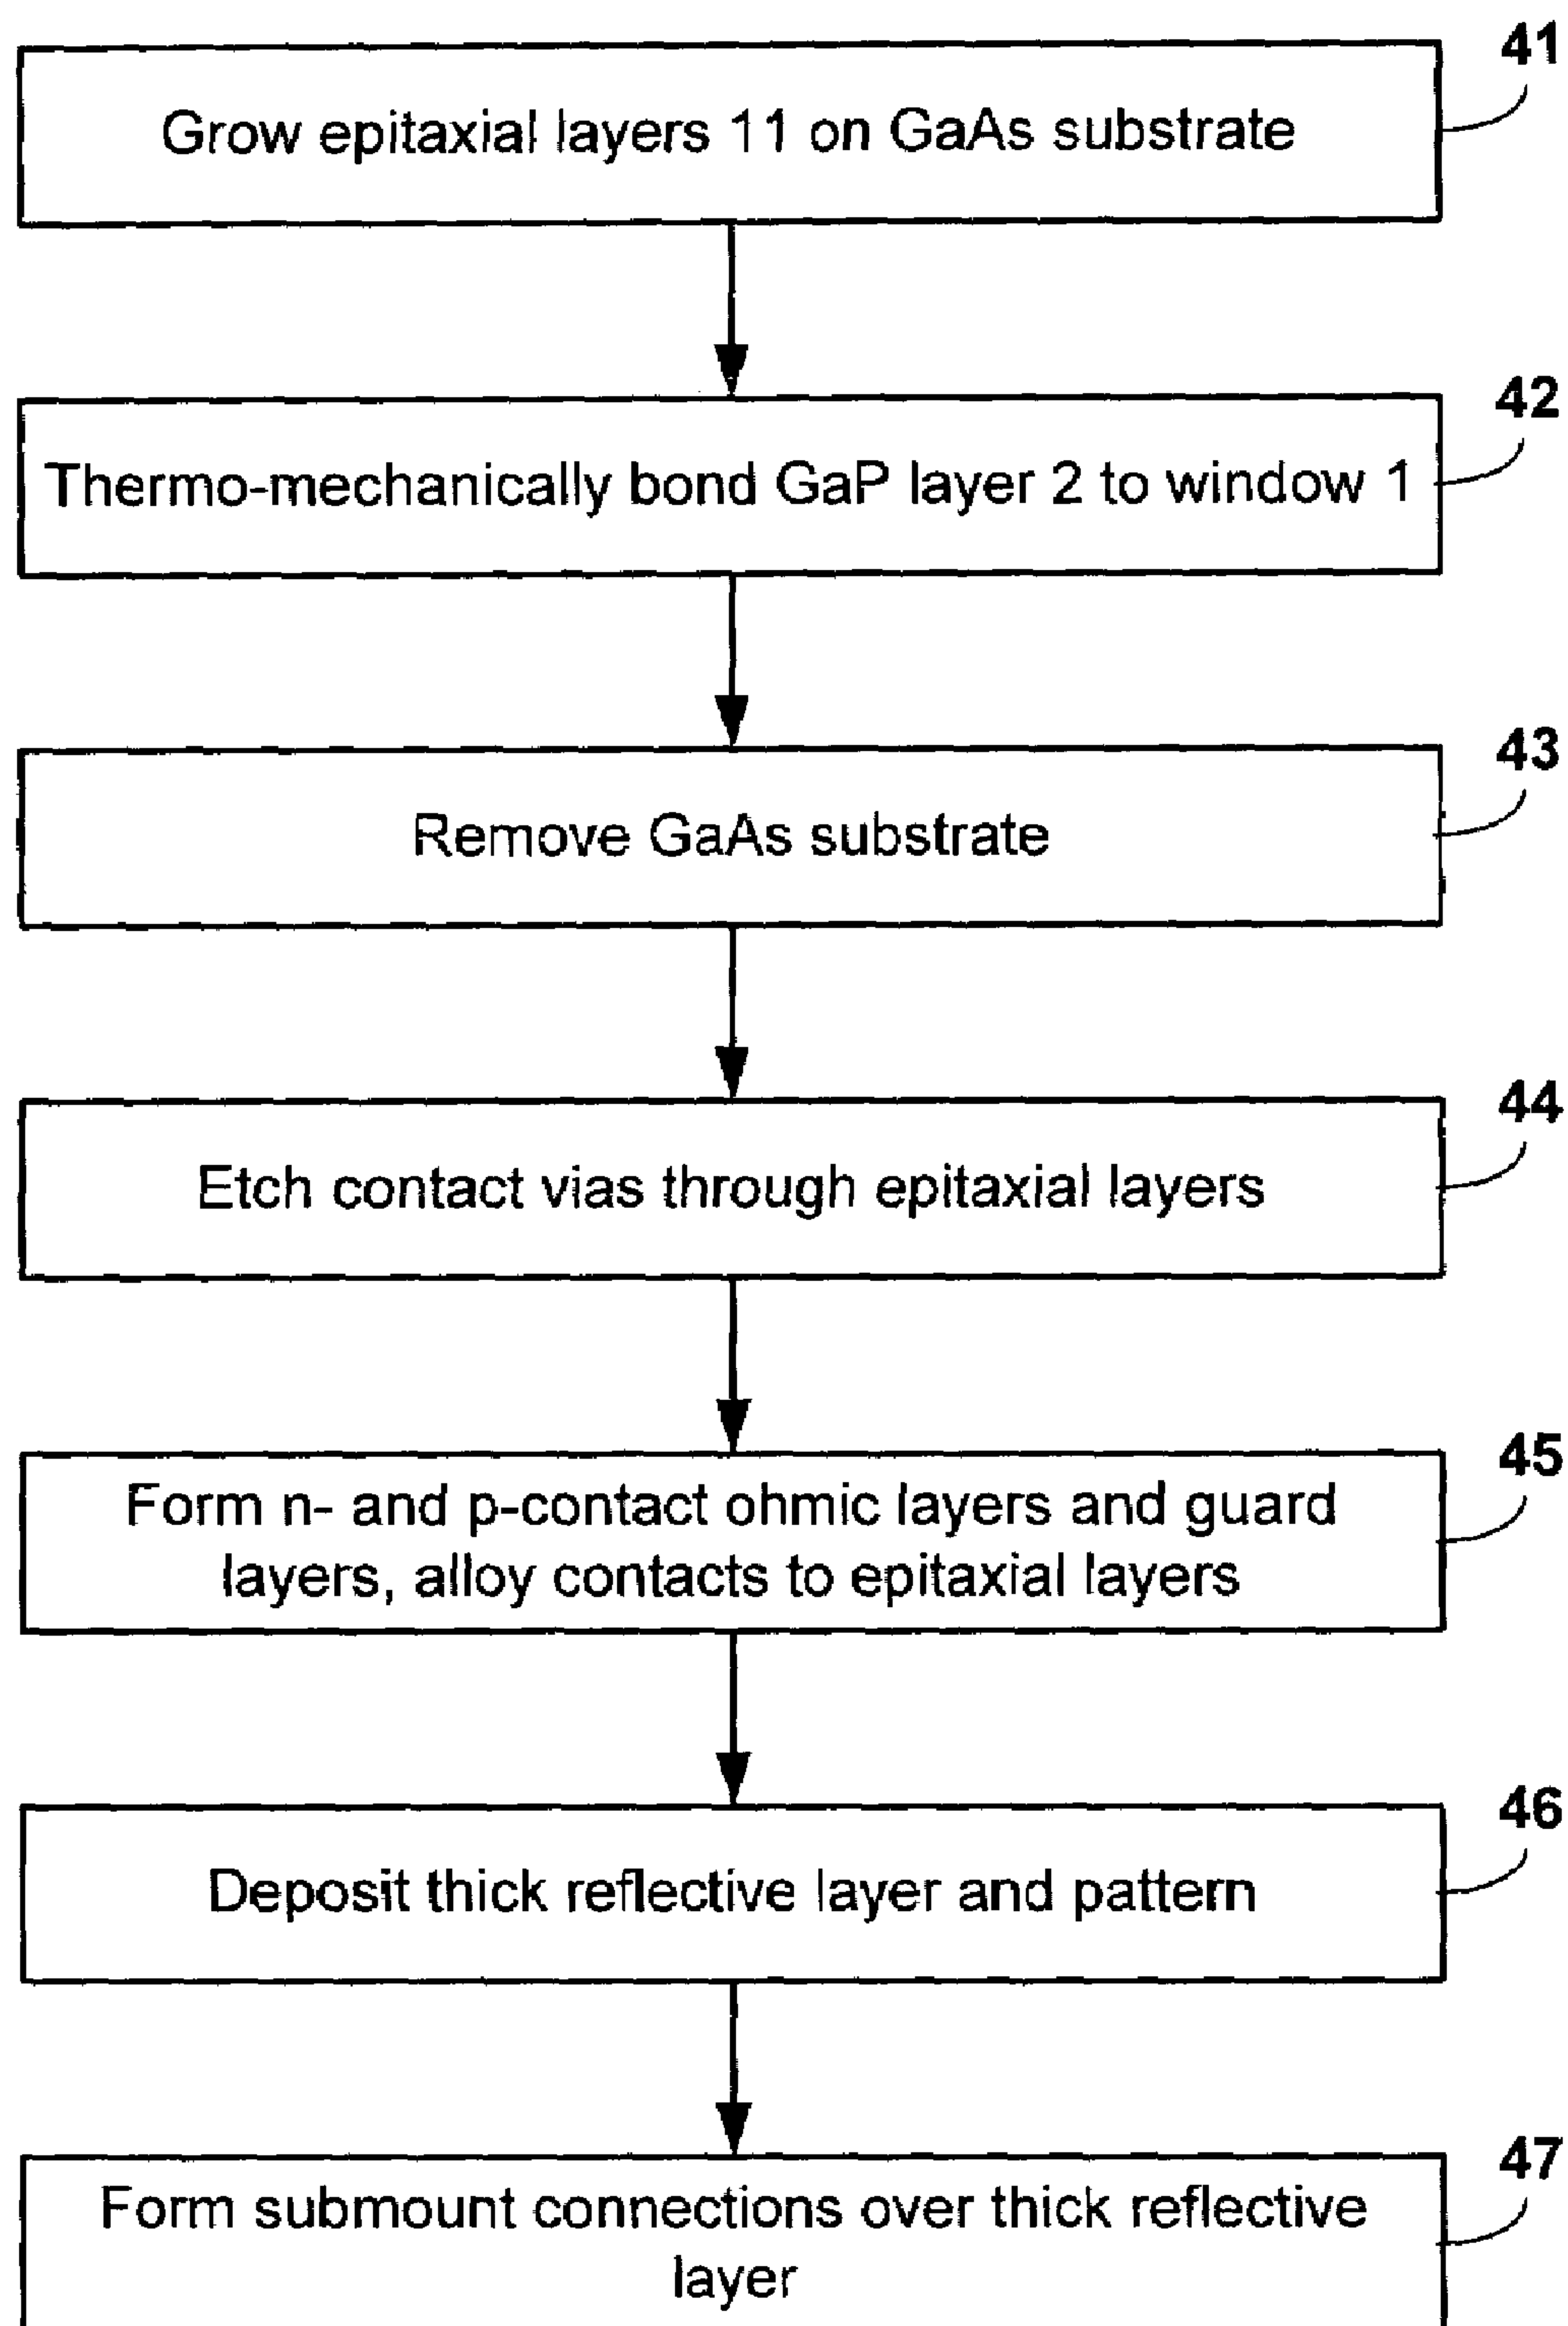 41
Grow epitaxial layers 11 on GaAs substrate
42
Thermo-mechanically bond GaP layer 2 to window 1
43
Remove GaAs substrate
44
Etch contact vias through epitaxial layers
45
Form n- and p-contact ohmic layers and guard
layers, alloy contacts to epitaxial layers
46
Deposit thick reflective layer and pattern
47
Form submount connections over thick reflective
layer